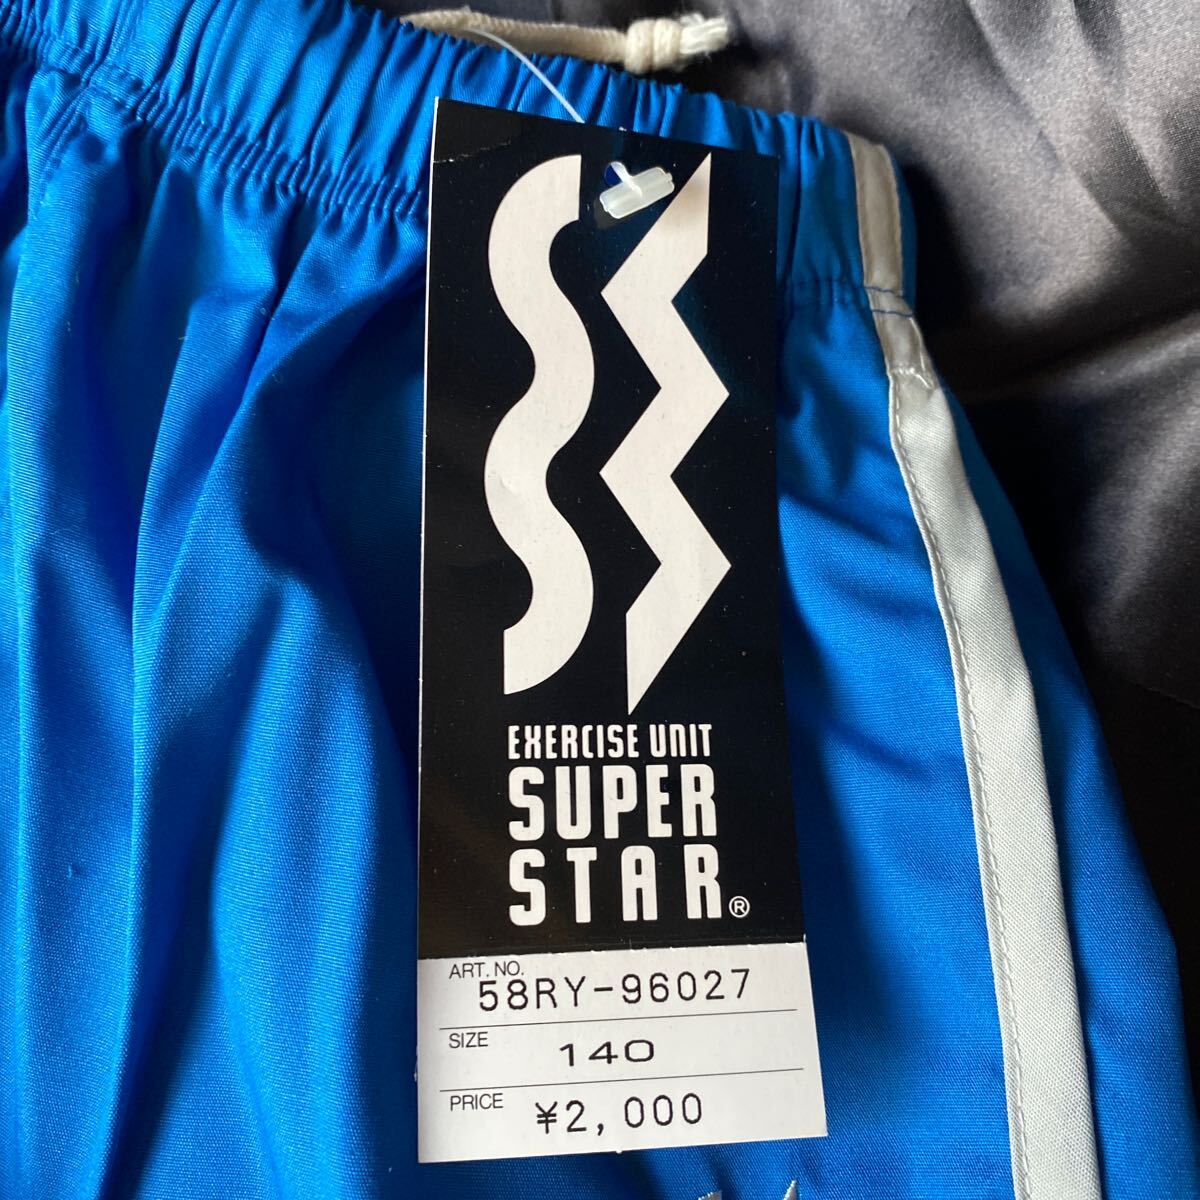 EXERCISE UNIT
SUPER
STAR®
ART. NO.
58RY-96027
SIZE
140
PRICE
¥2,000